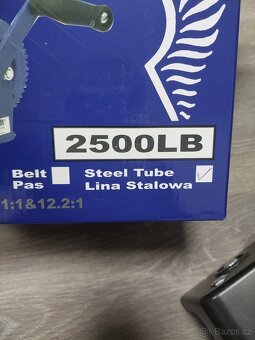 2500LB
Belt Steel Tube
Pas Lina Stalowa
1:1&12.2:1
Bazos.cz